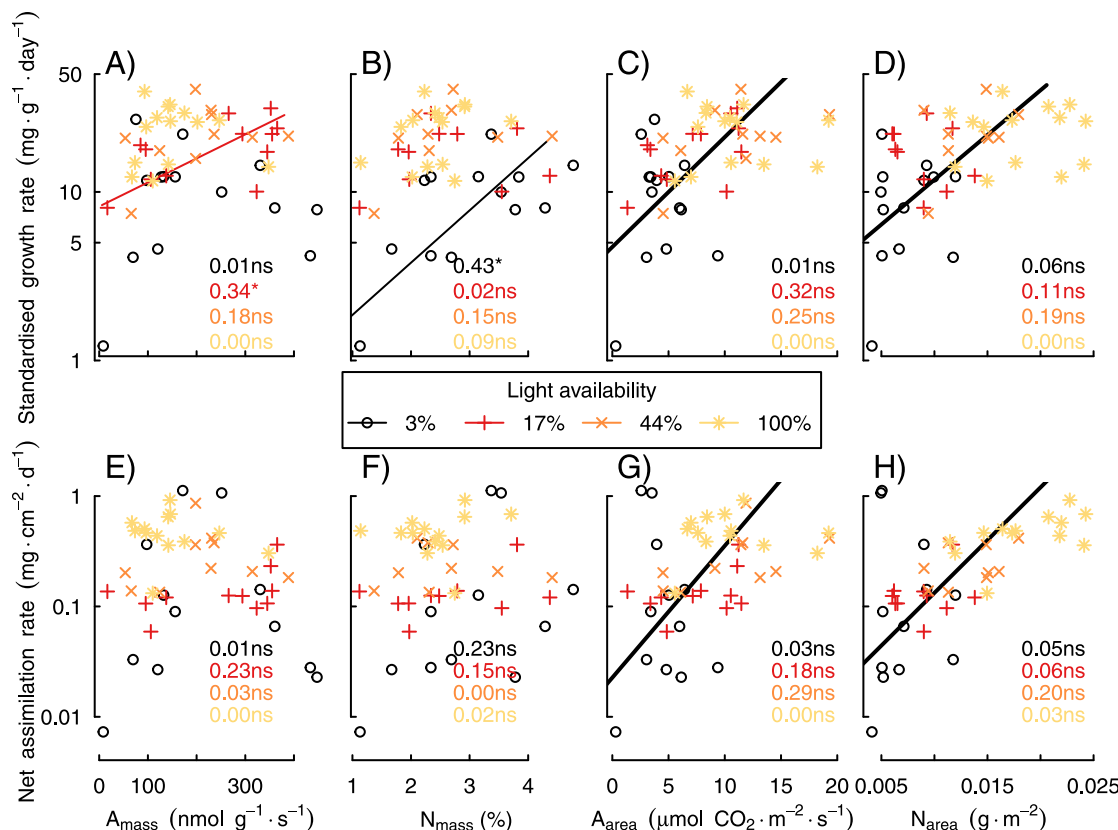 A) B) C) D)
Standardised growth rate (mg · g⁻¹ · day⁻¹)
50
10
5
1
0.01ns
0.34*
0.18ns
0.00ns
0.43*
0.02ns
0.15ns
0.09ns
0.01ns
0.32ns
0.25ns
0.00ns
0.06ns
0.11ns
0.19ns
0.00ns
Light availability
3% 17% 44% 100%
E) F) G) H)
Net assimilation rate (mg · cm⁻² · d⁻¹)
1
0.1
0.01
0.01ns
0.23ns
0.03ns
0.00ns
0.23ns
0.15ns
0.00ns
0.02ns
0.03ns
0.18ns
0.29ns
0.00ns
0.05ns
0.06ns
0.20ns
0.03ns
0 100 300
1 2 3 4
0 5 10 15 20
0.005 0.015 0.025
A_mass (nmol g⁻¹ · s⁻¹)
N_mass (%)
A_area (μmol CO₂ · m⁻² · s⁻¹)
N_area (g · m⁻²)